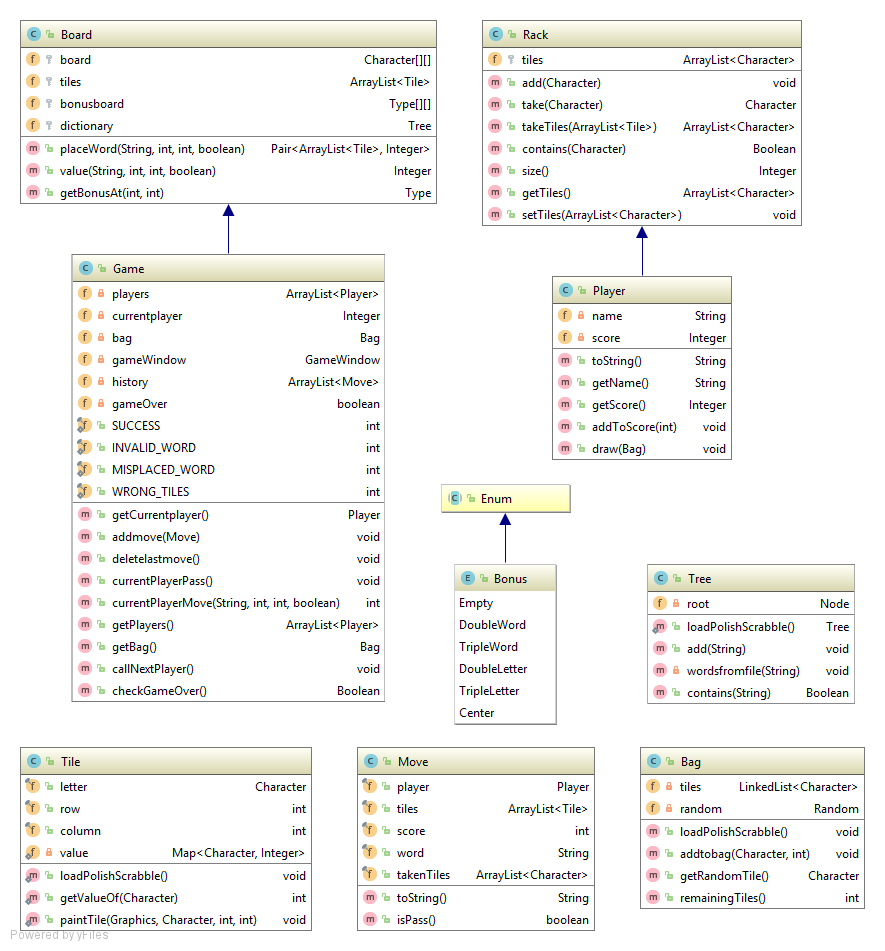 Board
board Character[][]
tiles ArrayList<Tile>
bonusboard Type[][]
dictionary Tree
placeWord(String, int, int, boolean) Pair<ArrayList<Tile>, Integer>
value(String, int, int, boolean) Integer
getBonusAt(int, int) Type
Rack
tiles ArrayList<Character>
add(Character) void
take(Character) Character
takeTiles(ArrayList<Tile>) ArrayList<Character>
contains(Character) Boolean
size() Integer
getTiles() ArrayList<Character>
setTiles(ArrayList<Character>) void
Game
players ArrayList<Player>
currentplayer Integer
bag Bag
gameWindow GameWindow
history ArrayList<Move>
gameOver boolean
SUCCESS int
INVALID_WORD int
MISPLACED_WORD int
WRONG_TILES int
getCurrentplayer() Player
addmove(Move) void
deletelastmove() void
currentPlayerPass() void
currentPlayerMove(String, int, int, boolean) int
getPlayers() ArrayList<Player>
getBag() Bag
callNextPlayer() void
checkGameOver() Boolean
Player
name String
score Integer
toString() String
getName() String
getScore() Integer
addToScore(int) void
draw(Bag) void
Enum
Bonus
Empty
DoubleWord
TripleWord
DoubleLetter
TripleLetter
Center
Tree
root Node
loadPolishScrabble() Tree
add(String) void
wordsfromfile(String) void
contains(String) Boolean
Tile
letter Character
row int
column int
value Map<Character, Integer>
loadPolishScrabble() void
getValueOf(Character) int
paintTile(Graphics, Character, int, int) void
Move
player Player
tiles ArrayList<Tile>
score int
word String
takenTiles ArrayList<Character>
toString() String
isPass() boolean
Bag
tiles LinkedList<Character>
random Random
loadPolishScrabble() void
addtobag(Character, int) void
getRandomTile() Character
remainingTiles() int
Powered by yFiles